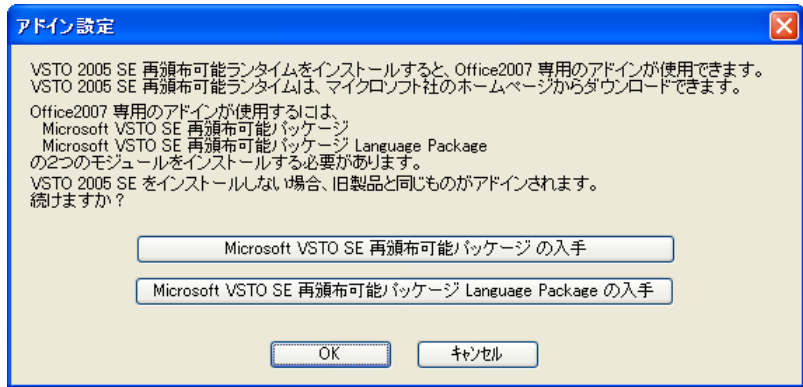 アドイン設定
VSTO 2005 SE 再頒布可能ランタイムをインストールすると、Office2007 専用のアドインが使用できます。
VSTO 2005 SE 再頒布可能ランタイムは、マイクロソフト社のホームページからダウンロードできます。
Office2007 専用のアドインが使用するには、
Microsoft VSTO SE 再頒布可能パッケージ
Microsoft VSTO SE 再頒布可能パッケージ Language Package
の2つのモジュールをインストールする必要があります。
VSTO 2005 SE をインストールしない場合、旧製品と同じものがアドインされます。
続けますか？
Microsoft VSTO SE 再頒布可能パッケージ の入手
Microsoft VSTO SE 再頒布可能パッケージ Language Package の入手
OK
キャンセル